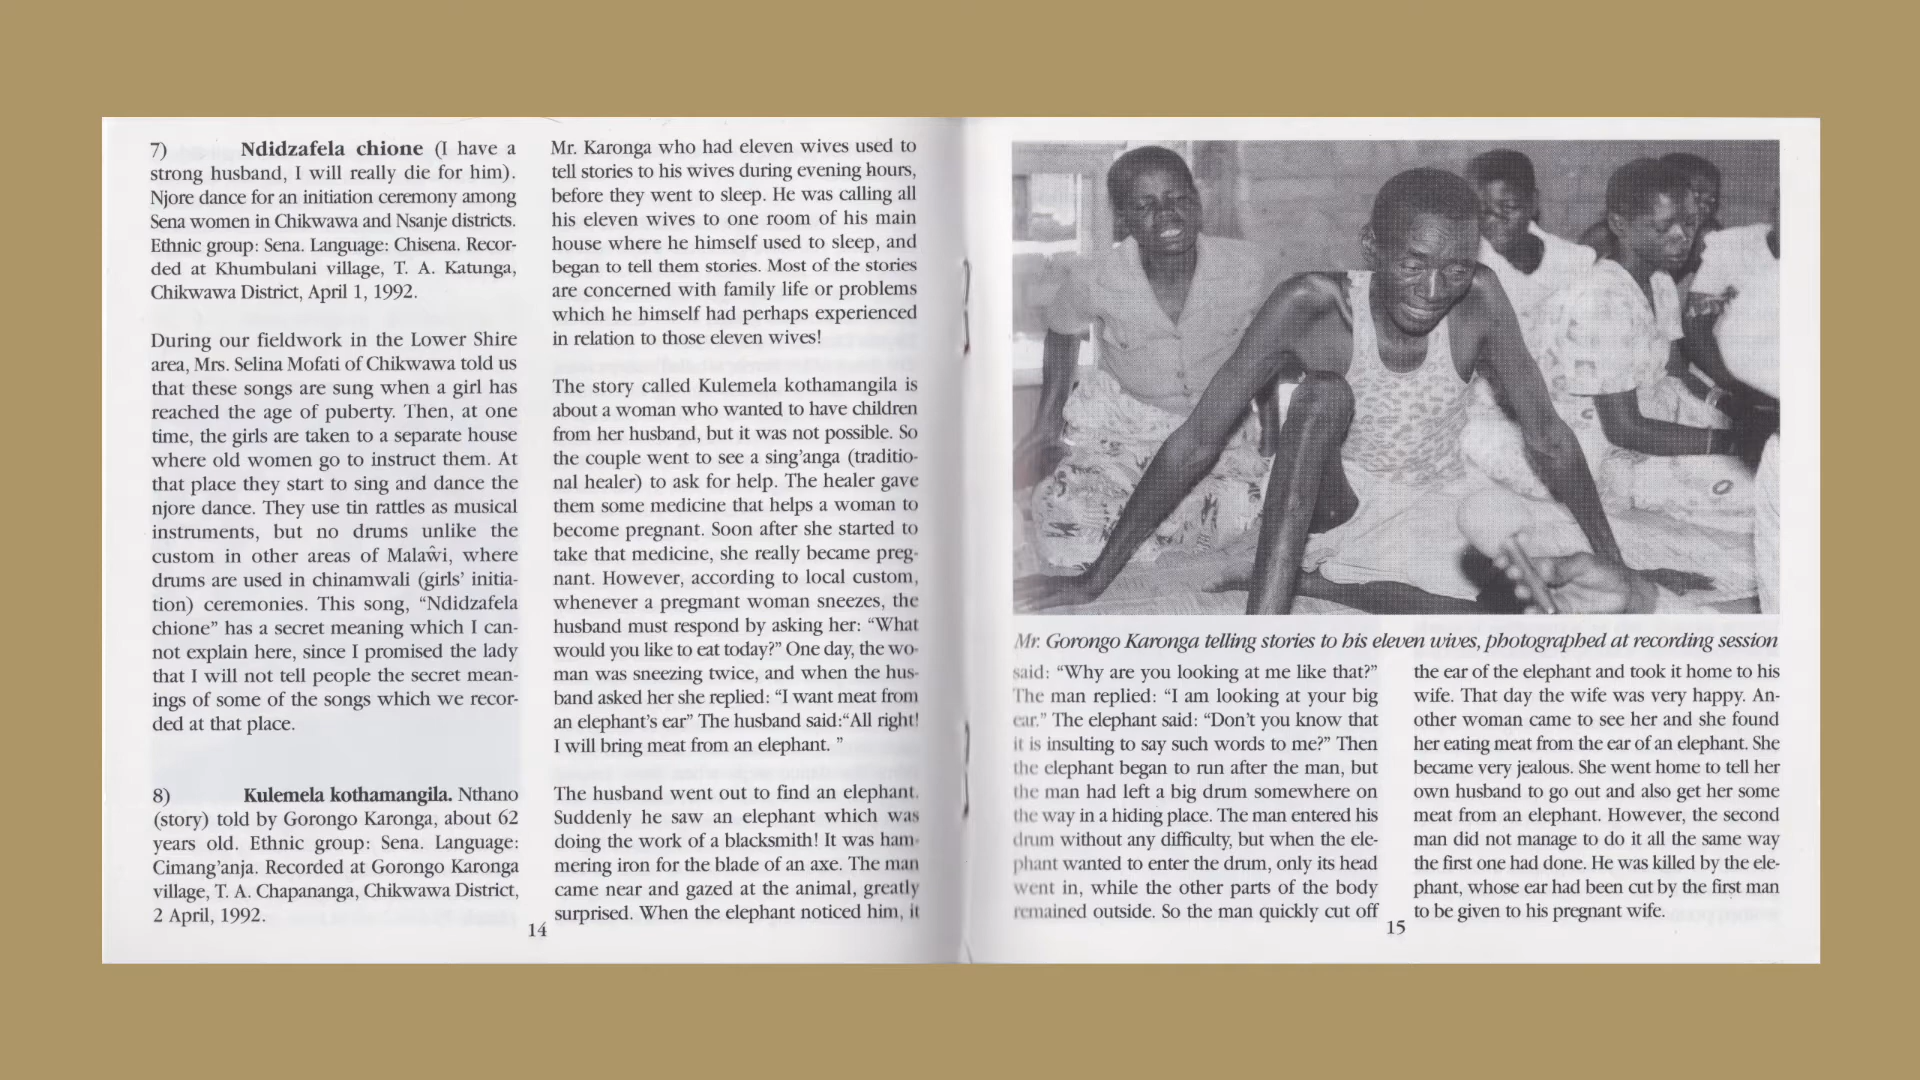 7) Ndidzafela chione (I have a
strong husband, I will really die for him).
Njore dance for an initiation ceremony among
Sena women in Chikwawa and Nsanje districts.
Ethnic group: Sena. Language: Chisena. Recor-
ded at Khumbulani village, T. A. Katunga,
Chikwawa District, April 1, 1992.
During our fieldwork in the Lower Shire
area, Mrs. Selina Mofati of Chikwawa told us
that these songs are sung when a girl has
reached the age of puberty. Then, at one
time, the girls are taken to a separate house
where old women go to instruct them. At
that place they start to sing and dance the
njore dance. They use tin rattles as musical
instruments, but no drums unlike the
custom in other areas of Malaŵi, where
drums are used in chinamwali (girls' initia-
tion) ceremonies. This song, “Ndidzafela
chione” has a secret meaning which I can-
not explain here, since I promised the lady
that I will not tell people the secret mean-
ings of some of the songs which we recor-
ded at that place.
8) Kulemela kothamangila. Nthano
(story) told by Gorongo Karonga, about 62
years old. Ethnic group: Sena. Language:
Cimang'anja. Recorded at Gorongo Karonga
village, T. A. Chapananga, Chikwawa District,
2 April, 1992.
14
Mr. Karonga who had eleven wives used to
tell stories to his wives during evening hours,
before they went to sleep. He was calling all
his eleven wives to one room of his main
house where he himself used to sleep, and
began to tell them stories. Most of the stories
are concerned with family life or problems
which he himself had perhaps experienced
in relation to those eleven wives!
The story called Kulemela kothamangila is
about a woman who wanted to have children
from her husband, but it was not possible. So
the couple went to see a sing'anga (traditio-
nal healer) to ask for help. The healer gave
them some medicine that helps a woman to
become pregnant. Soon after she started to
take that medicine, she really became preg-
nant. However, according to local custom,
whenever a pregmant woman sneezes, the
husband must respond by asking her: “What
would you like to eat today?” One day, the wo-
man was sneezing twice, and when the hus-
band asked her she replied: “I want meat from
an elephant's ear” The husband said:“All right!
I will bring meat from an elephant. ”
The husband went out to find an elephant.
Suddenly he saw an elephant which was
doing the work of a blacksmith! It was ham-
mering iron for the blade of an axe. The man
came near and gazed at the animal, greatly
surprised. When the elephant noticed him, it
Mr. Gorongo Karonga telling stories to his eleven wives, photographed at recording session
said: “Why are you looking at me like that?”
The man replied: “I am looking at your big
ear.” The elephant said: “Don't you know that
it is insulting to say such words to me?” Then
the elephant began to run after the man, but
the man had left a big drum somewhere on
the way in a hiding place. The man entered his
drum without any difficulty, but when the ele-
phant wanted to enter the drum, only its head
went in, while the other parts of the body
remained outside. So the man quickly cut off
15
the ear of the elephant and took it home to his
wife. That day the wife was very happy. An-
other woman came to see her and she found
her eating meat from the ear of an elephant. She
became very jealous. She went home to tell her
own husband to go out and also get her some
meat from an elephant. However, the second
man did not manage to do it all the same way
the first one had done. He was killed by the ele-
phant, whose ear had been cut by the first man
to be given to his pregnant wife.